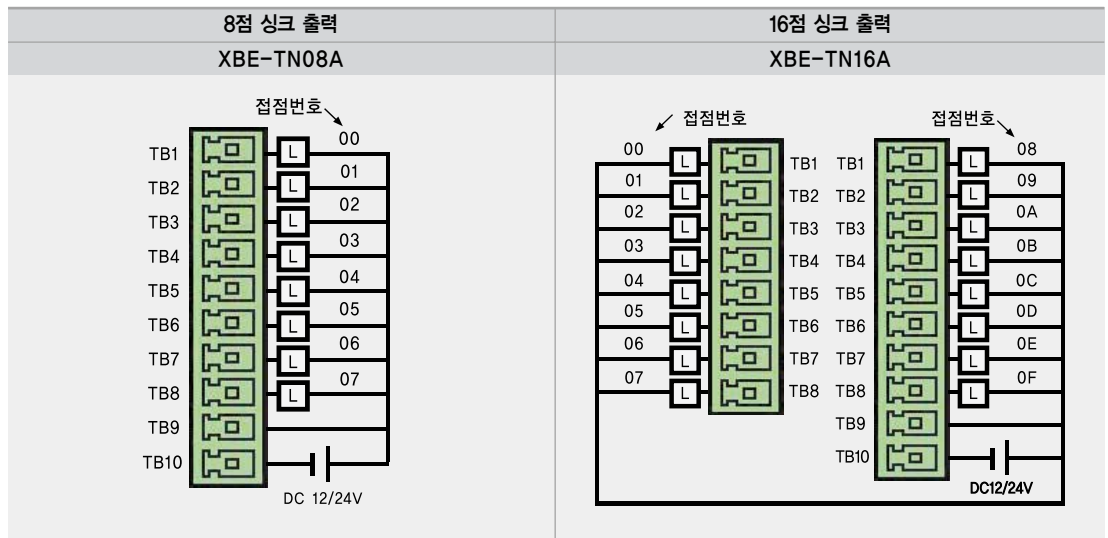 8점 싱크 출력
16점 싱크 출력
XBE-TN08A
XBE-TN16A
접점번호
TB1 L 00
TB2 L 01
TB3 L 02
TB4 L 03
TB5 L 04
TB6 L 05
TB7 L 06
TB8 L 07
TB9
TB10
DC 12/24V
접점번호
접점번호
00 L TB1 TB1 L 08
01 L TB2 TB2 L 09
02 L TB3 TB3 L 0A
03 L TB4 TB4 L 0B
04 L TB5 TB5 L 0C
05 L TB6 TB6 L 0D
06 L TB7 TB7 L 0E
07 L TB8 TB8 L 0F
TB9
TB10
DC12/24V